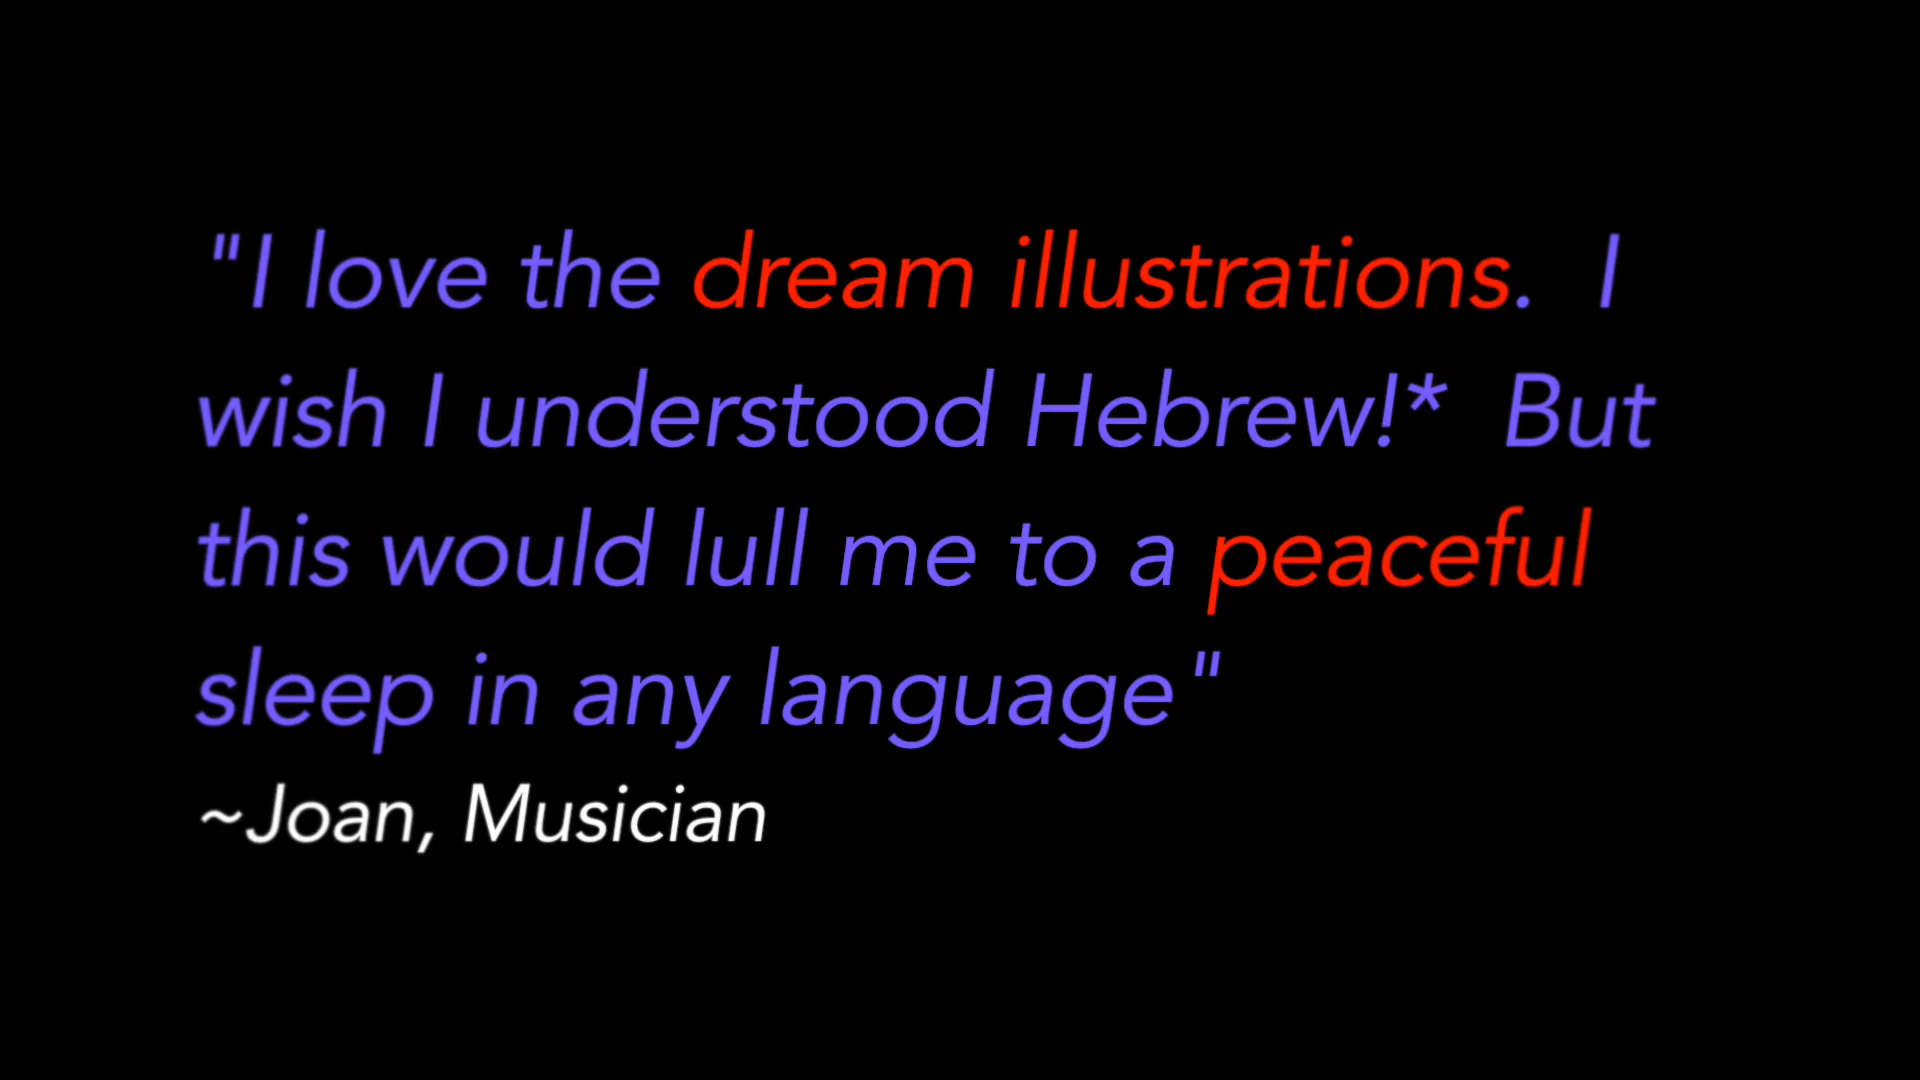 "I love the dream illustrations.  I
wish I understood Hebrew!*  But
this would lull me to a peaceful
sleep in any language"
~Joan, Musician